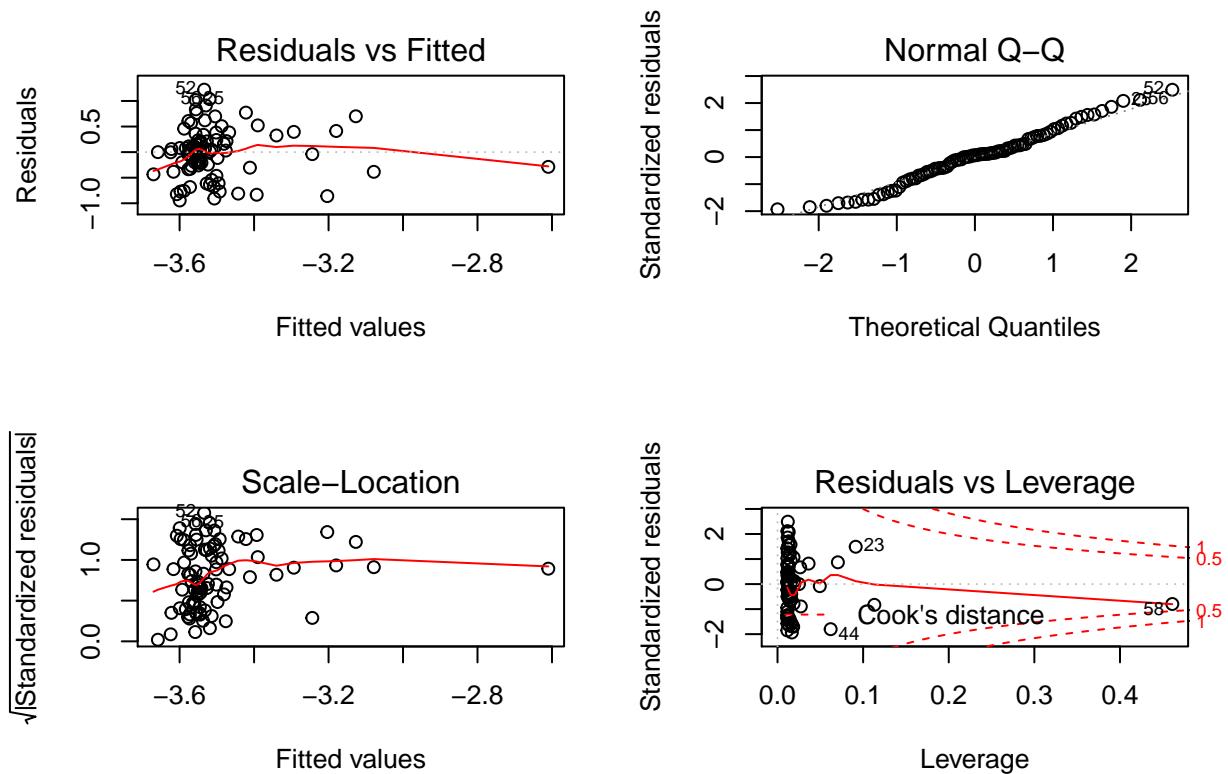 Residuals vs Fitted
Residuals
0.5
-1.0
52
-3.6 -3.2 -2.8
Fitted values
Normal Q-Q
Standardized residuals
2
0
-2
52
-2 -1 0 1 2
Theoretical Quantiles
Scale-Location
√|Standardized residuals|
1.0
0.0
52
-3.6 -3.2 -2.8
Fitted values
Residuals vs Leverage
Standardized residuals
2
0
-2
23
1
0.5
58
0.5
1
Cook's distance
44
0.0 0.1 0.2 0.3 0.4
Leverage